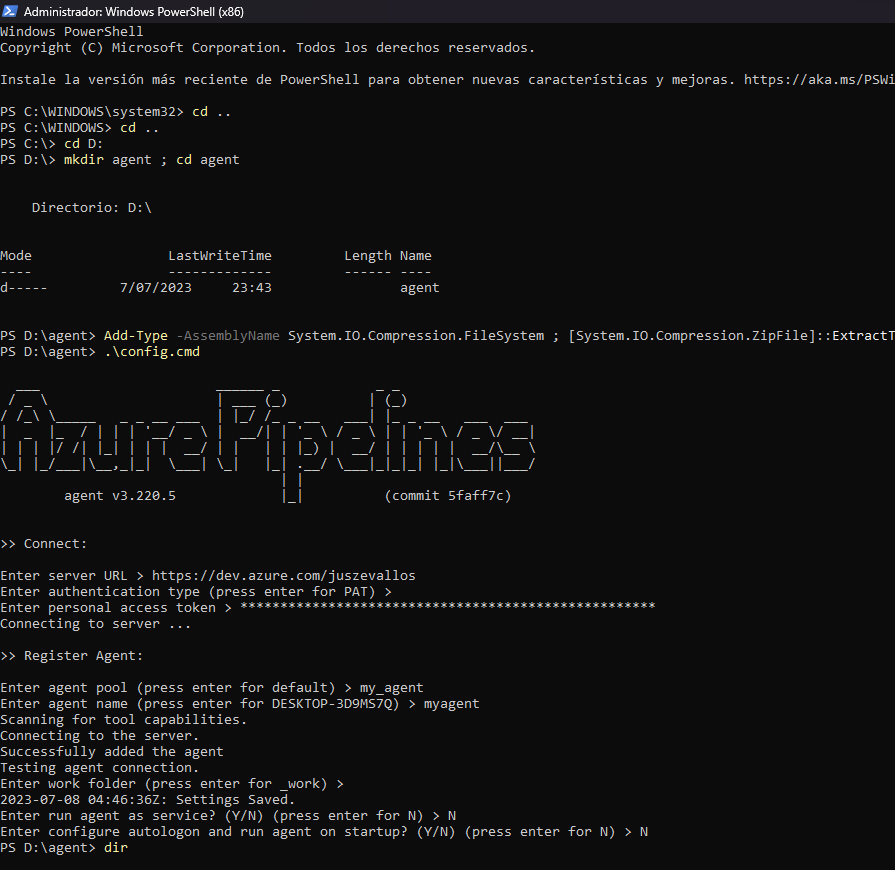 Administrador: Windows PowerShell (x86)
Windows PowerShell
Copyright (C) Microsoft Corporation. Todos los derechos reservados.
Instale la versión más reciente de PowerShell para obtener nuevas características y mejoras. https://aka.ms/PSWi
PS C:\WINDOWS\system32> cd ..
PS C:\WINDOWS> cd ..
PS C:\> cd D:
PS D:\> mkdir agent ; cd agent
    Directorio: D:\
Mode                 LastWriteTime         Length Name
----                 -------------         ------ ----
d-----         7/07/2023     23:43                agent
PS D:\agent> Add-Type -AssemblyName System.IO.Compression.FileSystem ; [System.IO.Compression.ZipFile]::ExtractT
PS D:\agent> .\config.cmd
Azure Pipelines
agent v3.220.5 (commit 5faff7c)
>> Connect:
Enter server URL > https://dev.azure.com/juszevallos
Enter authentication type (press enter for PAT) >
Enter personal access token > ****************************************************
Connecting to server ...
>> Register Agent:
Enter agent pool (press enter for default) > my_agent
Enter agent name (press enter for DESKTOP-3D9MS7Q) > myagent
Scanning for tool capabilities.
Connecting to the server.
Successfully added the agent
Testing agent connection.
Enter work folder (press enter for _work) >
2023-07-08 04:46:36Z: Settings Saved.
Enter run agent as service? (Y/N) (press enter for N) > N
Enter configure autologon and run agent on startup? (Y/N) (press enter for N) > N
PS D:\agent> dir